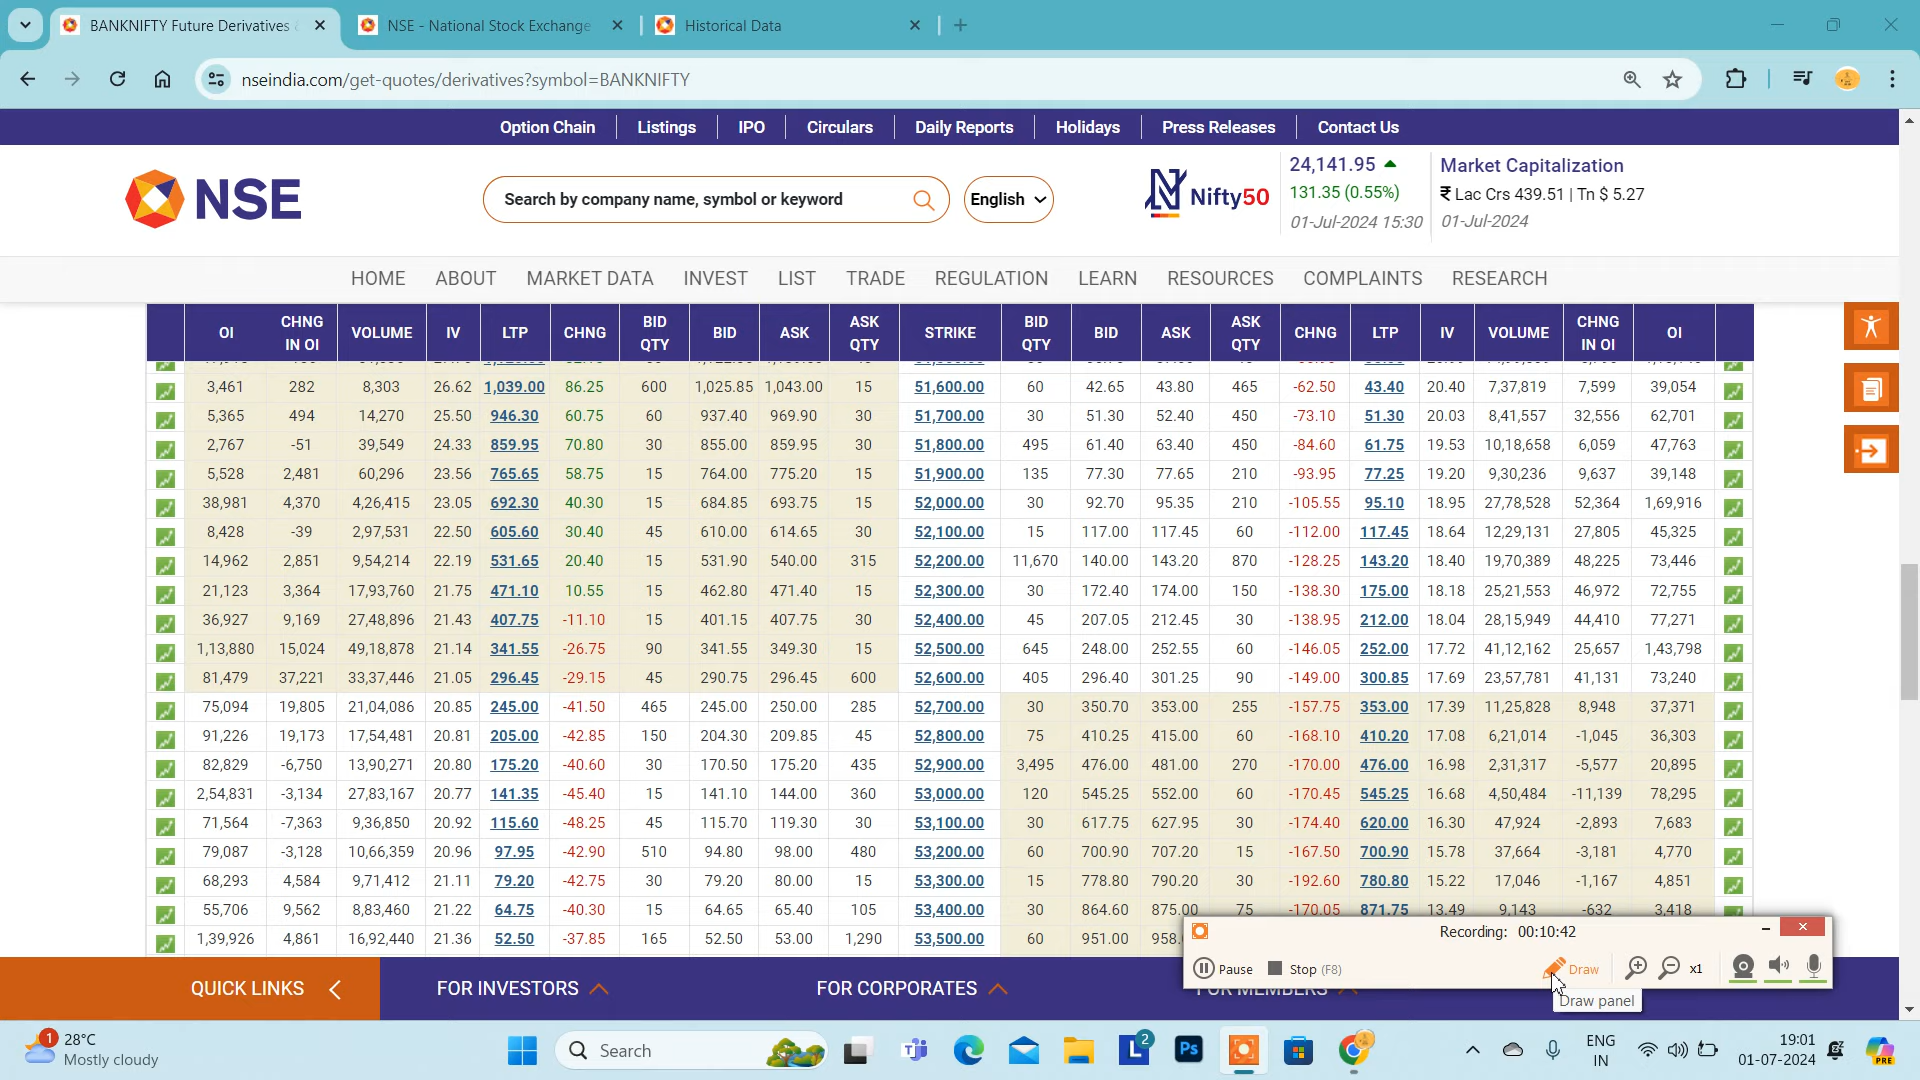 BANKNIFTY Future Derivatives
NSE - National Stock Exchange
Historical Data
nseindia.com/get-quotes/derivatives?symbol=BANKNIFTY
Option Chain Listings IPO Circulars Daily Reports Holidays Press Releases Contact Us
NSE
Search by company name, symbol or keyword
English
Nifty50
24,141.95
131.35 (0.55%)
01-Jul-2024 15:30
Market Capitalization
₹ Lac Crs 439.51 | Tn $ 5.27
01-Jul-2024
HOME ABOUT MARKET DATA INVEST LIST TRADE REGULATION LEARN RESOURCES COMPLAINTS RESEARCH
OI CHNG IN OI VOLUME IV LTP CHNG BID QTY BID ASK ASK QTY STRIKE BID QTY BID ASK ASK QTY CHNG LTP IV VOLUME CHNG IN OI OI
3,461 282 8,303 26.62 1,039.00 86.25 600 1,025.85 1,043.00 15 51,600.00 60 42.65 43.80 465 -62.50 43.40 20.40 7,37,819 7,599 39,054
5,365 494 14,270 25.50 946.30 60.75 60 937.40 969.90 30 51,700.00 30 51.30 52.40 450 -73.10 51.30 20.03 8,41,557 32,556 62,701
2,767 -51 39,549 24.33 859.95 70.80 30 855.00 859.95 30 51,800.00 495 61.40 63.40 450 -84.60 61.75 19.53 10,18,658 6,059 47,763
5,528 2,481 60,296 23.56 765.65 58.75 15 764.00 775.20 15 51,900.00 135 77.30 77.65 210 -93.95 77.25 19.20 9,30,236 9,637 39,148
38,981 4,370 4,26,415 23.05 692.30 40.30 15 684.85 693.75 15 52,000.00 30 92.70 95.35 210 -105.55 95.10 18.95 27,78,528 52,364 1,69,916
8,428 -39 2,97,531 22.50 605.60 30.40 45 610.00 614.65 30 52,100.00 15 117.00 117.45 60 -112.00 117.45 18.64 12,29,131 27,805 45,325
14,962 2,851 9,54,214 22.19 531.65 20.40 15 531.90 540.00 315 52,200.00 11,670 140.00 143.20 870 -128.25 143.20 18.40 19,70,389 48,225 73,446
21,123 3,364 17,93,760 21.75 471.10 10.55 15 462.80 471.40 15 52,300.00 30 172.40 174.00 150 -138.30 175.00 18.18 25,21,553 46,972 72,755
36,927 9,169 27,48,896 21.43 407.75 -11.10 15 401.15 407.75 30 52,400.00 45 207.05 212.45 30 -138.95 212.00 18.04 28,15,949 44,410 77,271
1,13,880 15,024 49,18,878 21.14 341.55 -26.75 90 341.55 349.30 15 52,500.00 645 248.00 252.55 60 -146.05 252.00 17.72 41,12,162 25,657 1,43,798
81,479 37,221 33,37,446 21.05 296.45 -29.15 45 290.75 296.45 600 52,600.00 405 296.40 301.25 90 -149.00 300.85 17.69 23,57,781 41,131 73,240
75,094 19,805 21,04,086 20.85 245.00 -41.50 465 245.00 250.00 285 52,700.00 30 350.70 353.00 255 -157.75 353.00 17.39 11,25,828 8,948 37,371
91,226 19,173 17,54,481 20.81 205.00 -42.85 150 204.30 209.85 45 52,800.00 75 410.25 415.00 60 -168.10 410.20 17.08 6,21,014 -1,045 36,303
82,829 -6,750 13,90,271 20.80 175.20 -40.60 30 170.50 175.20 435 52,900.00 3,495 476.00 481.00 270 -170.00 476.00 16.98 2,31,317 -5,577 20,895
2,54,831 -3,134 27,83,167 20.77 141.35 -45.40 15 141.10 144.00 360 53,000.00 120 545.25 552.00 60 -170.45 545.25 16.68 4,50,484 -11,139 78,295
71,564 -7,363 9,36,850 20.92 115.60 -48.25 45 115.70 119.30 30 53,100.00 30 617.75 627.95 30 -174.40 620.00 16.30 47,924 -2,893 7,683
79,087 -3,128 10,66,359 20.96 97.95 -42.90 510 94.80 98.00 480 53,200.00 60 700.90 707.20 15 -167.50 700.90 15.78 37,664 -3,181 4,770
68,293 4,584 9,71,412 21.11 79.20 -42.75 30 79.20 80.00 15 53,300.00 15 778.80 790.20 30 -192.60 780.80 15.22 17,046 -1,167 4,851
55,706 9,562 8,83,460 21.22 64.75 -40.30 15 64.65 65.40 105 53,400.00 30 864.60 875.00 75 -170.05 871.75 13.49 9,143 -632 3,418
1,39,926 4,861 16,92,440 21.36 52.50 -37.85 165 52.50 53.00 1,290 53,500.00 60 951.00 958.
Recording: 00:10:42
Pause Stop (F8) Draw x1
Draw panel
QUICK LINKS FOR INVESTORS FOR CORPORATES FOR MEMBERS
1
28°C
Mostly cloudy
Search
L 2
Ps
ENG
IN
19:01
01-07-2024
PRE